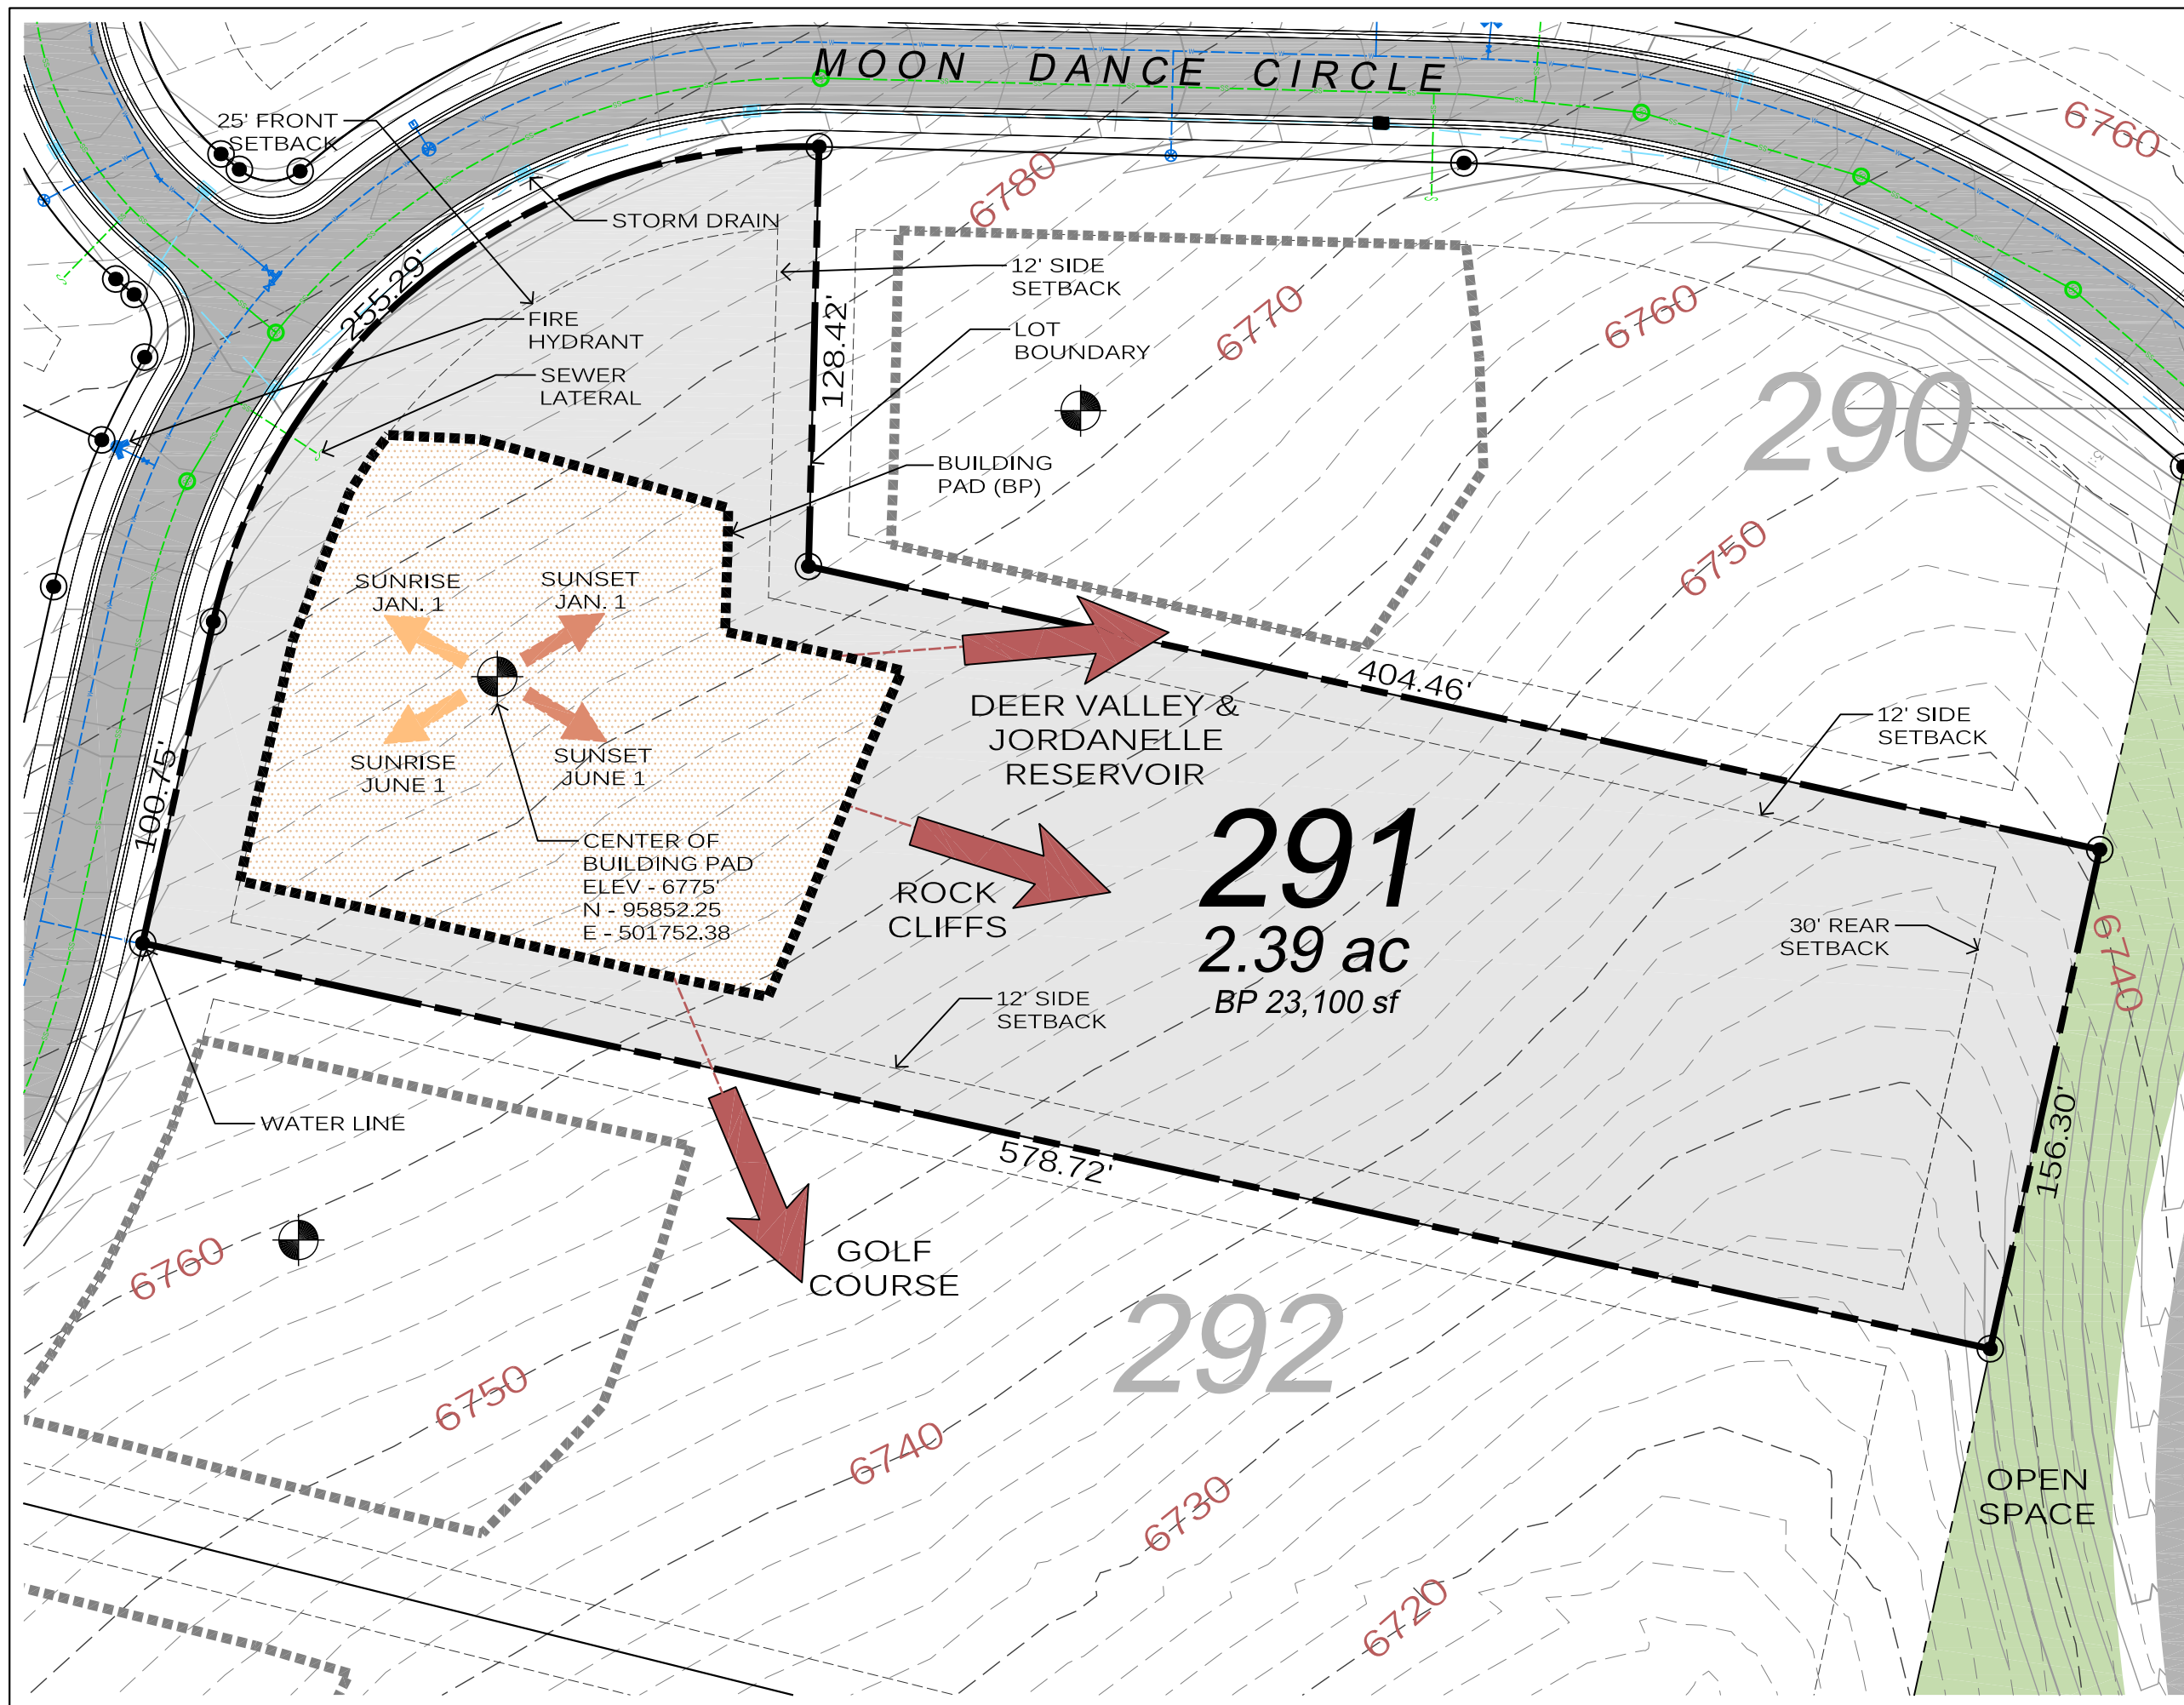 MOON DANCE CIRCLE
25' FRONT
SETBACK
6760
6780
STORM DRAIN
255.29'
12' SIDE
SETBACK
6770
6760
FIRE
HYDRANT
128.42'
LOT
BOUNDARY
SEWER
LATERAL
290
BUILDING
PAD (BP)
6750
SUNRISE
JAN. 1
SUNSET
JAN. 1
404.46'
DEER VALLEY &
JORDANELLE
RESERVOIR
12' SIDE
SETBACK
SUNRISE
JUNE 1
SUNSET
JUNE 1
100.75'
CENTER OF
BUILDING PAD
ELEV - 6775'
N - 95852.25
E - 501752.38
ROCK
CLIFFS
291
2.39 ac
BP 23,100 sf
30' REAR
SETBACK
6740
12' SIDE
SETBACK
WATER LINE
156.30'
578.72'
6760
GOLF
COURSE
292
6750
6740
6730
6720
OPEN
SPACE